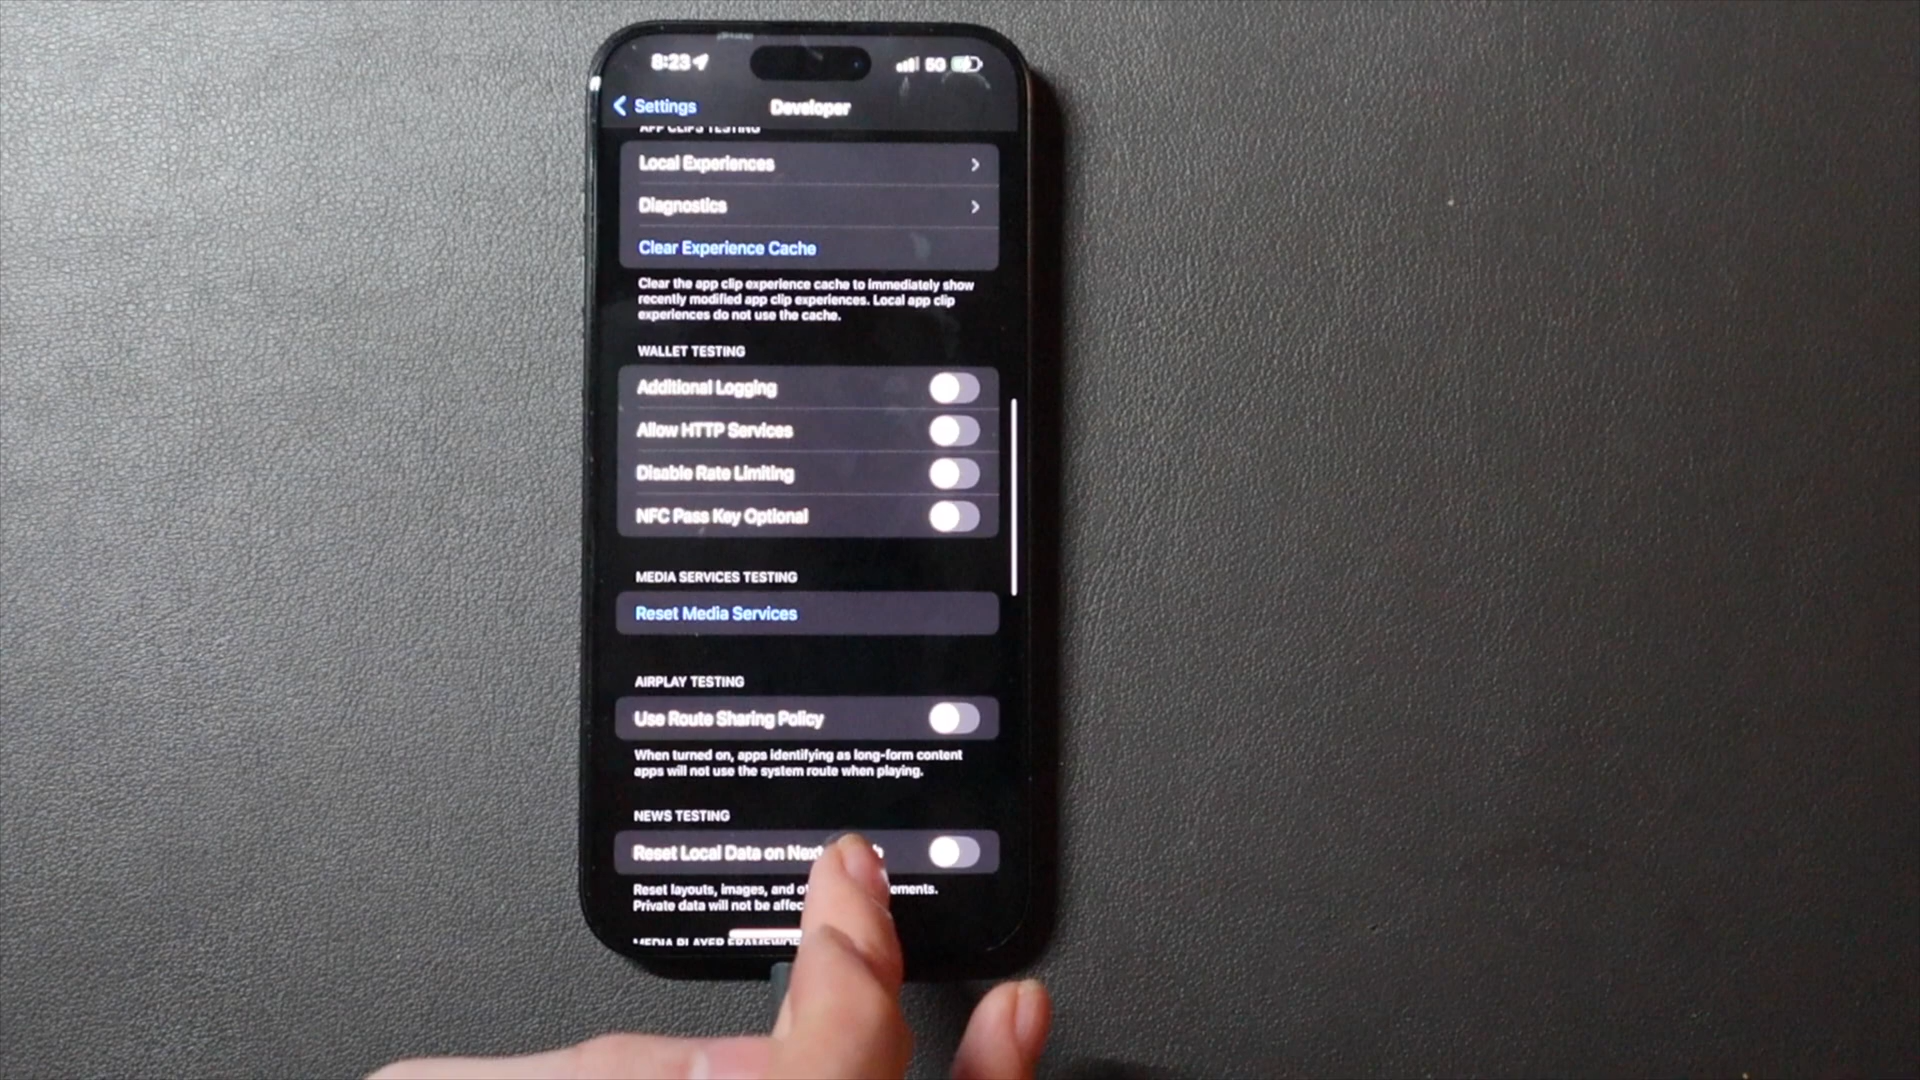 8:23
5G
Settings
Developer
APP CLIPS TESTING
Local Experiences
Diagnostics
Clear Experience Cache
Clear the app clip experience cache to immediately show
recently modified app clip experiences. Local app clip
experiences do not use the cache.
WALLET TESTING
Additional Logging
Allow HTTP Services
Disable Rate Limiting
NFC Pass Key Optional
MEDIA SERVICES TESTING
Reset Media Services
AIRPLAY TESTING
Use Route Sharing Policy
When turned on, apps identifying as long-form content
apps will not use the system route when playing.
NEWS TESTING
Reset Local Data on Next
Reset layouts, images, and
Private data will not be
MEDIA PLAYER